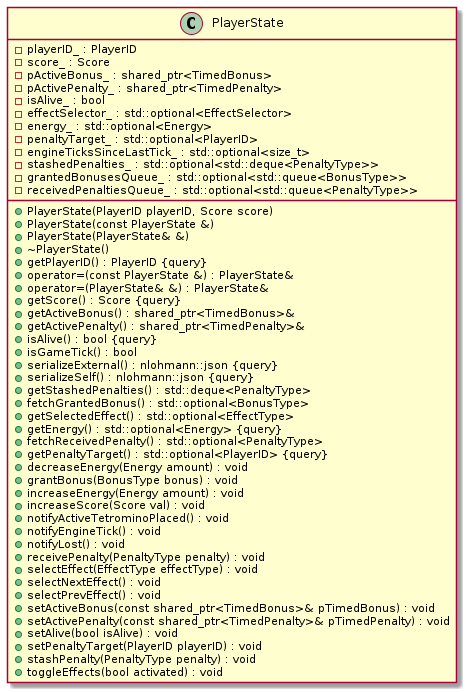 C PlayerState
playerID_ : PlayerID
score_ : Score
pActiveBonus_ : shared_ptr<TimedBonus>
pActivePenalty_ : shared_ptr<TimedPenalty>
isAlive_ : bool
effectSelector_ : std::optional<EffectSelector>
energy_ : std::optional<Energy>
penaltyTarget_ : std::optional<PlayerID>
engineTicksSinceLastTick_ : std::optional<size_t>
stashedPenalties_ : std::optional<std::deque<PenaltyType>>
grantedBonusesQueue_ : std::optional<std::queue<BonusType>>
receivedPenaltiesQueue_ : std::optional<std::queue<PenaltyType>>
PlayerState(PlayerID playerID, Score score)
PlayerState(const PlayerState &)
PlayerState(PlayerState& &)
~PlayerState()
getPlayerID() : PlayerID {query}
operator=(const PlayerState &) : PlayerState&
operator=(PlayerState& &) : PlayerState&
getScore() : Score {query}
getActiveBonus() : shared_ptr<TimedBonus>&
getActivePenalty() : shared_ptr<TimedPenalty>&
isAlive() : bool {query}
isGameTick() : bool
serializeExternal() : nlohmann::json {query}
serializeSelf() : nlohmann::json {query}
getStashedPenalties() : std::deque<PenaltyType>
fetchGrantedBonus() : std::optional<BonusType>
getSelectedEffect() : std::optional<EffectType>
getEnergy() : std::optional<Energy> {query}
fetchReceivedPenalty() : std::optional<PenaltyType>
getPenaltyTarget() : std::optional<PlayerID> {query}
decreaseEnergy(Energy amount) : void
grantBonus(BonusType bonus) : void
increaseEnergy(Energy amount) : void
increaseScore(Score val) : void
notifyActiveTetrominoPlaced() : void
notifyEngineTick() : void
notifyLost() : void
receivePenalty(PenaltyType penalty) : void
selectEffect(EffectType effectType) : void
selectNextEffect() : void
selectPrevEffect() : void
setActiveBonus(const shared_ptr<TimedBonus>& pTimedBonus) : void
setActivePenalty(const shared_ptr<TimedPenalty>& pTimedPenalty) : void
setAlive(bool isAlive) : void
setPenaltyTarget(PlayerID playerID) : void
stashPenalty(PenaltyType penalty) : void
toggleEffects(bool activated) : void